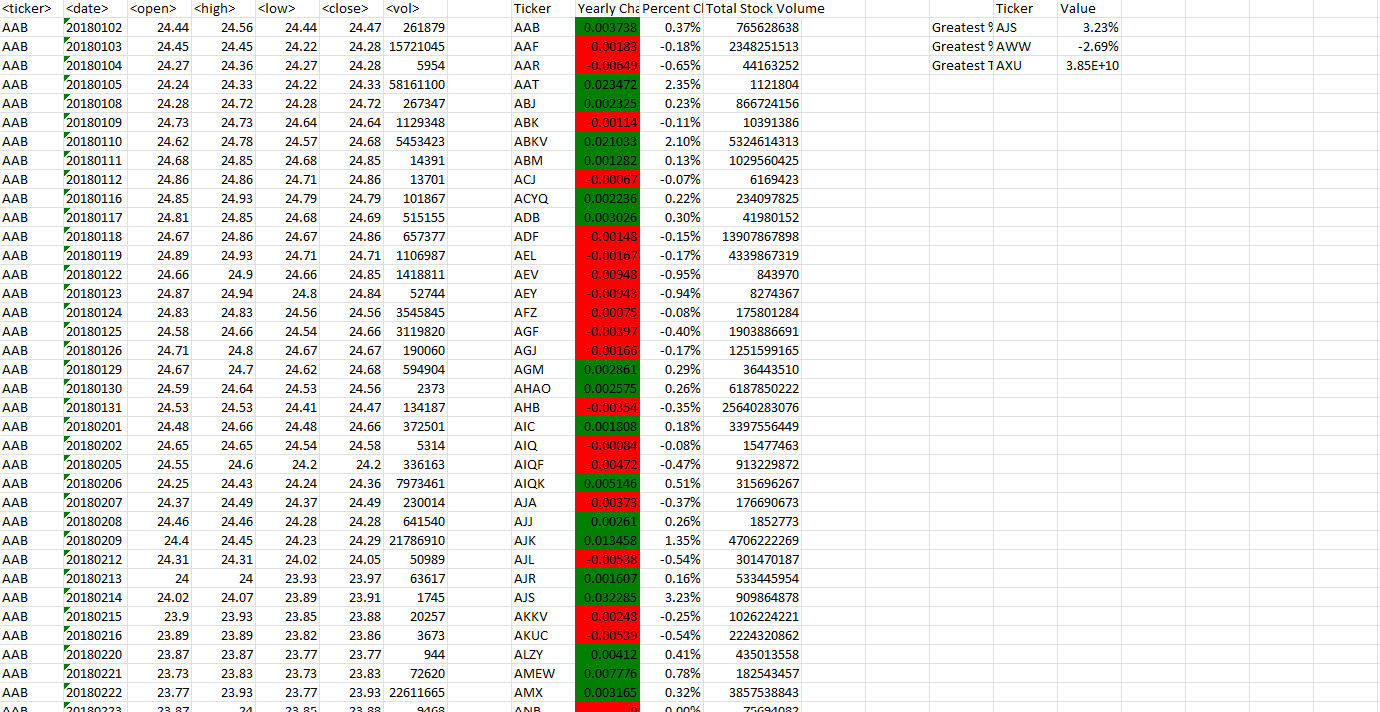 <ticker> <date> <open> <high> <low> <close> <vol> Ticker Yearly Cha Percent Cl Total Stock Volume Ticker Value
AAB 20180102 24.44 24.56 24.44 24.47 261879 AAB 0.003738 0.37% 765628638 Greatest % AJS 3.23%
AAB 20180103 24.45 24.45 24.22 24.28 15721045 AAF -0.00183 -0.18% 2348251513 Greatest % AWW -2.69%
AAB 20180104 24.27 24.36 24.27 24.28 5954 AAR -0.00649 -0.65% 44163252 Greatest T AXU 3.85E+10
AAB 20180105 24.24 24.33 24.22 24.33 58161100 AAT 0.023472 2.35% 1121804
AAB 20180108 24.28 24.72 24.28 24.72 267347 ABJ 0.002325 0.23% 866724156
AAB 20180109 24.73 24.73 24.64 24.64 1129348 ABK -0.00114 -0.11% 10391386
AAB 20180110 24.62 24.78 24.57 24.68 5453423 ABKV 0.021033 2.10% 5324614313
AAB 20180111 24.68 24.85 24.68 24.85 14391 ABM 0.001282 0.13% 1029560425
AAB 20180112 24.86 24.86 24.71 24.86 13701 ACJ -0.00067 -0.07% 6169423
AAB 20180116 24.85 24.93 24.79 24.79 101867 ACYQ 0.002236 0.22% 234097825
AAB 20180117 24.81 24.85 24.68 24.69 515155 ADB 0.003026 0.30% 41980152
AAB 20180118 24.67 24.86 24.67 24.86 657377 ADF -0.00148 -0.15% 13907867898
AAB 20180119 24.89 24.93 24.71 24.71 1106987 AEL -0.00167 -0.17% 4339867319
AAB 20180122 24.66 24.9 24.66 24.85 1418811 AEV -0.00948 -0.95% 843970
AAB 20180123 24.87 24.94 24.8 24.84 52744 AEY -0.00943 -0.94% 8274367
AAB 20180124 24.83 24.83 24.56 24.56 3545845 AFZ -0.00075 -0.08% 175801284
AAB 20180125 24.58 24.66 24.54 24.66 3119820 AGF -0.00397 -0.40% 1903886691
AAB 20180126 24.71 24.8 24.67 24.67 190060 AGJ -0.00166 -0.17% 1251599165
AAB 20180129 24.67 24.7 24.62 24.68 594904 AGM 0.002861 0.29% 36443510
AAB 20180130 24.59 24.64 24.53 24.56 2373 AHAO 0.002575 0.26% 6187850222
AAB 20180131 24.53 24.53 24.41 24.47 134187 AHB -0.00354 -0.35% 25640283076
AAB 20180201 24.48 24.66 24.48 24.66 372501 AIC 0.001808 0.18% 3397556449
AAB 20180202 24.65 24.65 24.54 24.58 5314 AIQ -0.00084 -0.08% 15477463
AAB 20180205 24.55 24.6 24.2 24.2 336163 AIQF -0.00472 -0.47% 913229872
AAB 20180206 24.25 24.43 24.24 24.36 7973461 AIQK 0.005146 0.51% 315696267
AAB 20180207 24.37 24.49 24.37 24.49 230014 AJA -0.00373 -0.37% 176690673
AAB 20180208 24.46 24.46 24.28 24.28 641540 AJJ 0.00261 0.26% 1852773
AAB 20180209 24.4 24.45 24.23 24.29 21786910 AJK 0.013458 1.35% 4706222269
AAB 20180212 24.31 24.31 24.02 24.05 50989 AJL -0.00538 -0.54% 301470187
AAB 20180213 24 24 23.93 23.97 63617 AJR 0.001607 0.16% 533445954
AAB 20180214 24.02 24.07 23.89 23.91 1745 AJS 0.032285 3.23% 909864878
AAB 20180215 23.9 23.93 23.85 23.88 20257 AKKV -0.00248 -0.25% 1026224221
AAB 20180216 23.89 23.89 23.82 23.86 3673 AKUC -0.00539 -0.54% 2224320862
AAB 20180220 23.87 23.87 23.77 23.77 944 ALZY 0.00412 0.41% 435013558
AAB 20180221 23.73 23.83 23.73 23.83 72620 AMEW 0.007776 0.78% 182543457
AAB 20180222 23.77 23.93 23.77 23.93 22611665 AMX 0.003165 0.32% 3857538843
AAB 20180223 23.87 24 23.85 23.88 9468 ANB 0 0.00% 75694082